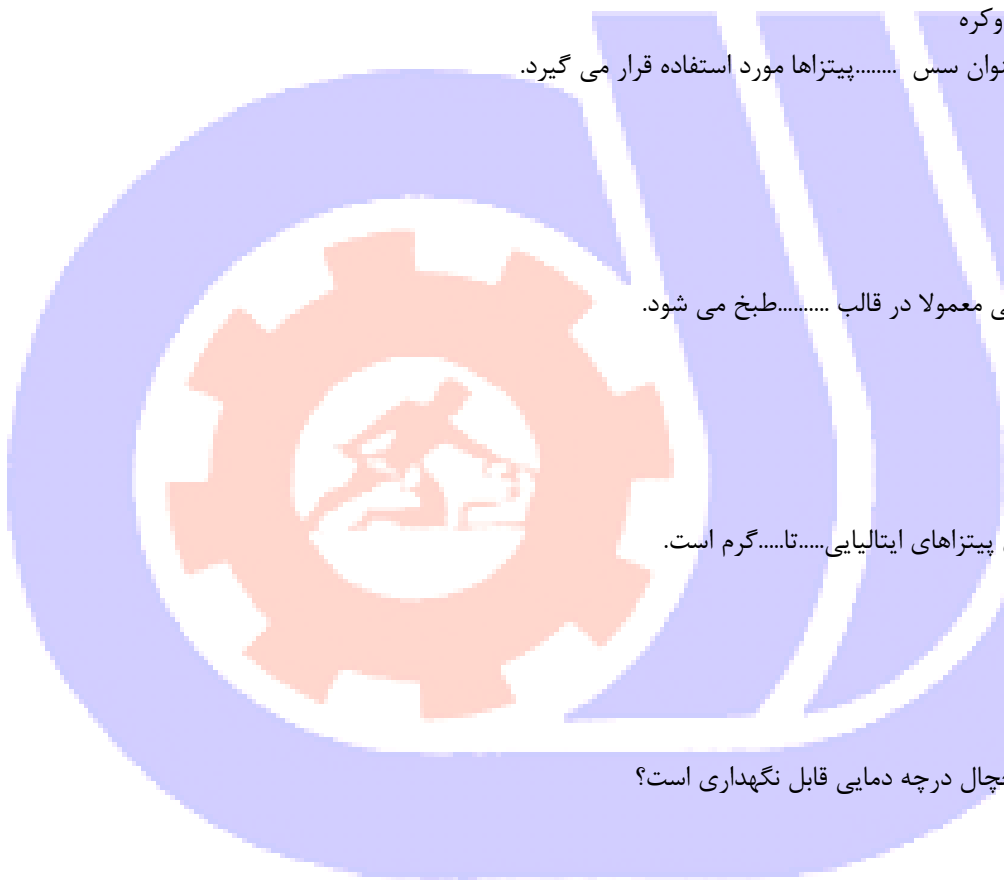 وکره
نوان سس ........پیتزاها مورد استفاده قرار می گیرد.
ی معمولا در قالب ..........طبخ می شود.
پیتزاهای ایتالیایی.....تا.....گرم است.
خچال درچه دمایی قابل نگهداری است؟